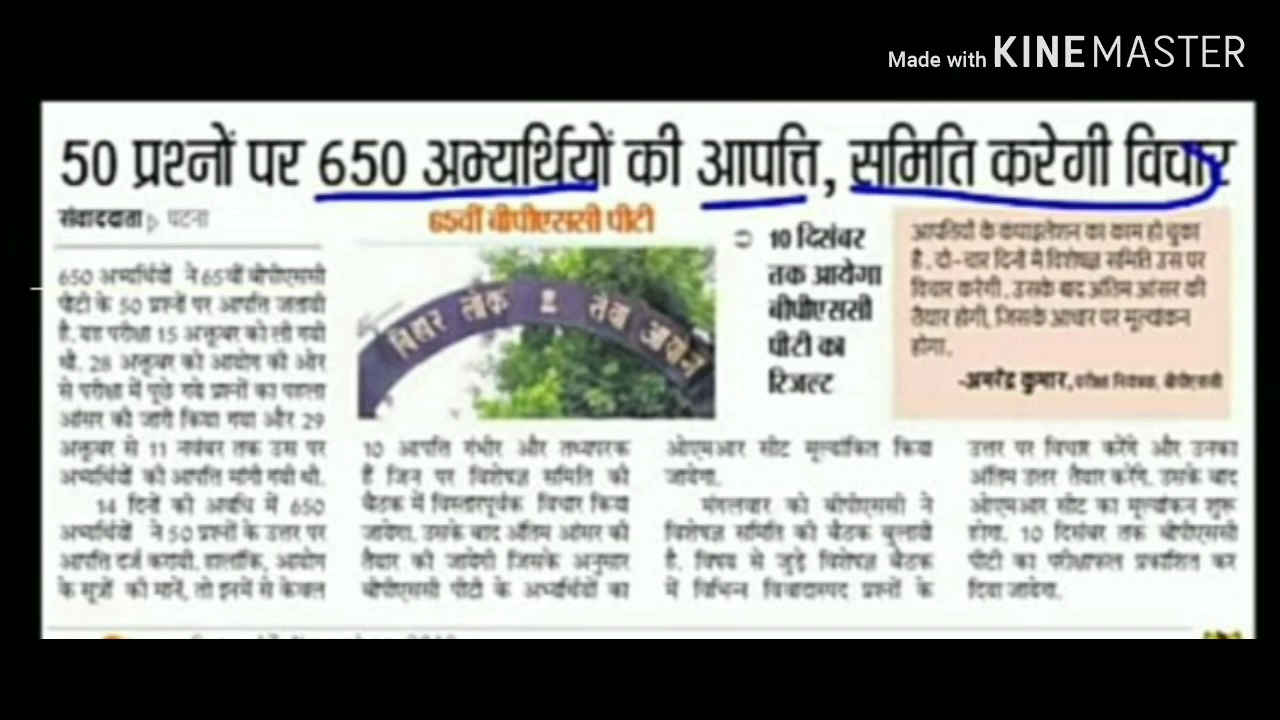 Made with KINEMASTER
50 प्रश्नों पर 650 अभ्यर्थियों की आपत्ति, समिति करेगी विचार
संवाददाता पटना
650 अभ्यर्थियों ने 65वीं बीपीएससी
पीटी के 50 प्रश्नों पर आपत्ति जतायी
है. यह परीक्षा 15 अक्तूबर को ली गयी
थी. 28 अक्तूबर को आयोग की ओर
से परीक्षा में पूछे गये प्रश्नों का पहला
आंसर की जारी किया गया और 29
अक्तूबर से 11 नवंबर तक उस पर
अभ्यर्थियों की आपत्ति मांगी गयी थी.
14 दिनों की अवधि में 650
अभ्यर्थियों ने 50 प्रश्नों के उत्तर पर
आपत्ति दर्ज करायी. हालांकि, आयोग
के सूत्रों की मानें, तो इनमें से केवल
65वीं बीपीएससी पीटी
बिहार लोक सेवा आयोग
10 आपत्ति गंभीर और तथ्यपरक
हैं जिन पर विशेषज्ञ समिति की
बैठक में विस्तारपूर्वक विचार किया
जायेगा. उसके बाद अंतिम आंसर की
तैयार की जायेगी जिसके अनुसार
बीपीएससी पीटी के अभ्यर्थियों का
10 दिसंबर
तक आयेगा
बीपीएससी
पीटी का
रिजल्ट
आपत्तियों के कंपाइलेशन का काम हो चुका
है. दो-चार दिनों में विशेषज्ञ समिति उस पर
विचार करेगी. उसके बाद अंतिम आंसर की
तैयार होगी, जिसके आधार पर मूल्यांकन
होगा.
-अमरेंद्र कुमार, परीक्षा नियंत्रक, बीपीएससी
ओएमआर सीट मूल्यांकित किया
जायेगा.
मंगलवार को बीपीएससी ने
विशेषज्ञ समिति की बैठक बुलायी
है. विषय से जुड़े विशेषज्ञ बैठक
में विभिन्न विवादास्पद प्रश्नों के
उत्तर पर विचार करेंगे और उनका
अंतिम उत्तर तैयार करेंगे. उसके बाद
ओएमआर सीट का मूल्यांकन शुरू
होगा. 10 दिसंबर तक बीपीएससी
पीटी का परीक्षाफल प्रकाशित कर
दिया जायेगा.